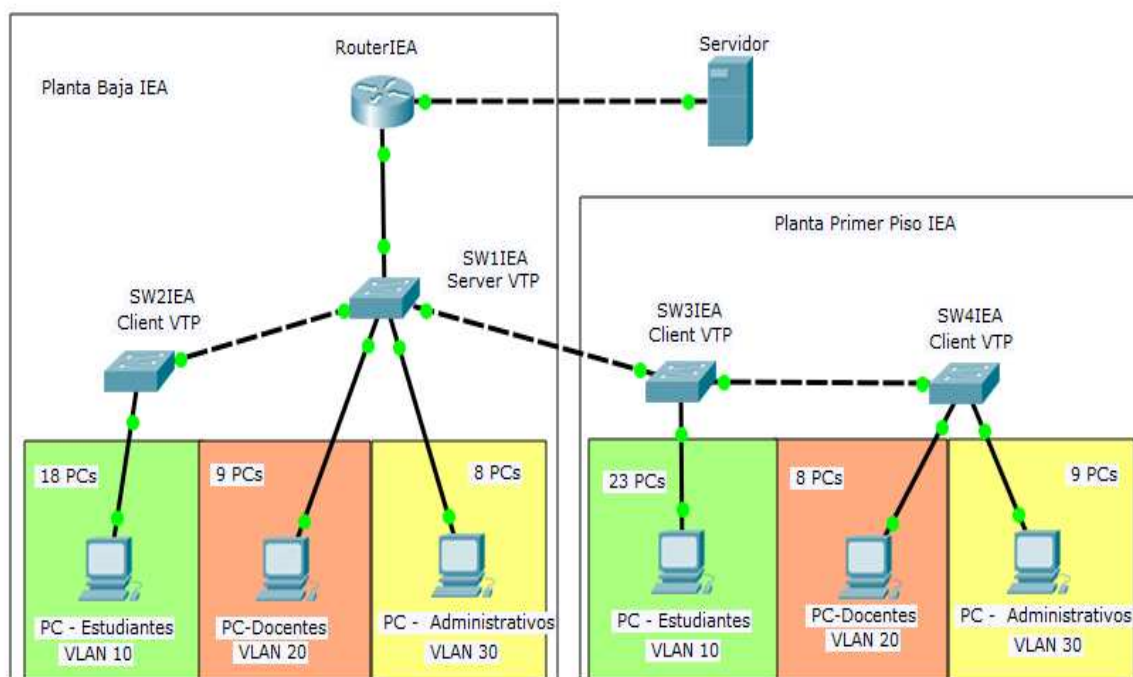 RouterIEA
Servidor
Planta Baja IEA
Planta Primer Piso IEA
SW1IEA
Server VTP
SW2IEA
Client VTP
SW3IEA
Client VTP
SW4IEA
Client VTP
18 PCs
9 PCs
8 PCs
23 PCs
8 PCs
9 PCs
PC - Estudiantes
VLAN 10
PC-Docentes
VLAN 20
PC - Administrativos
VLAN 30
PC - Estudiantes
VLAN 10
PC-Docentes
VLAN 20
PC - Administrativos
VLAN 30